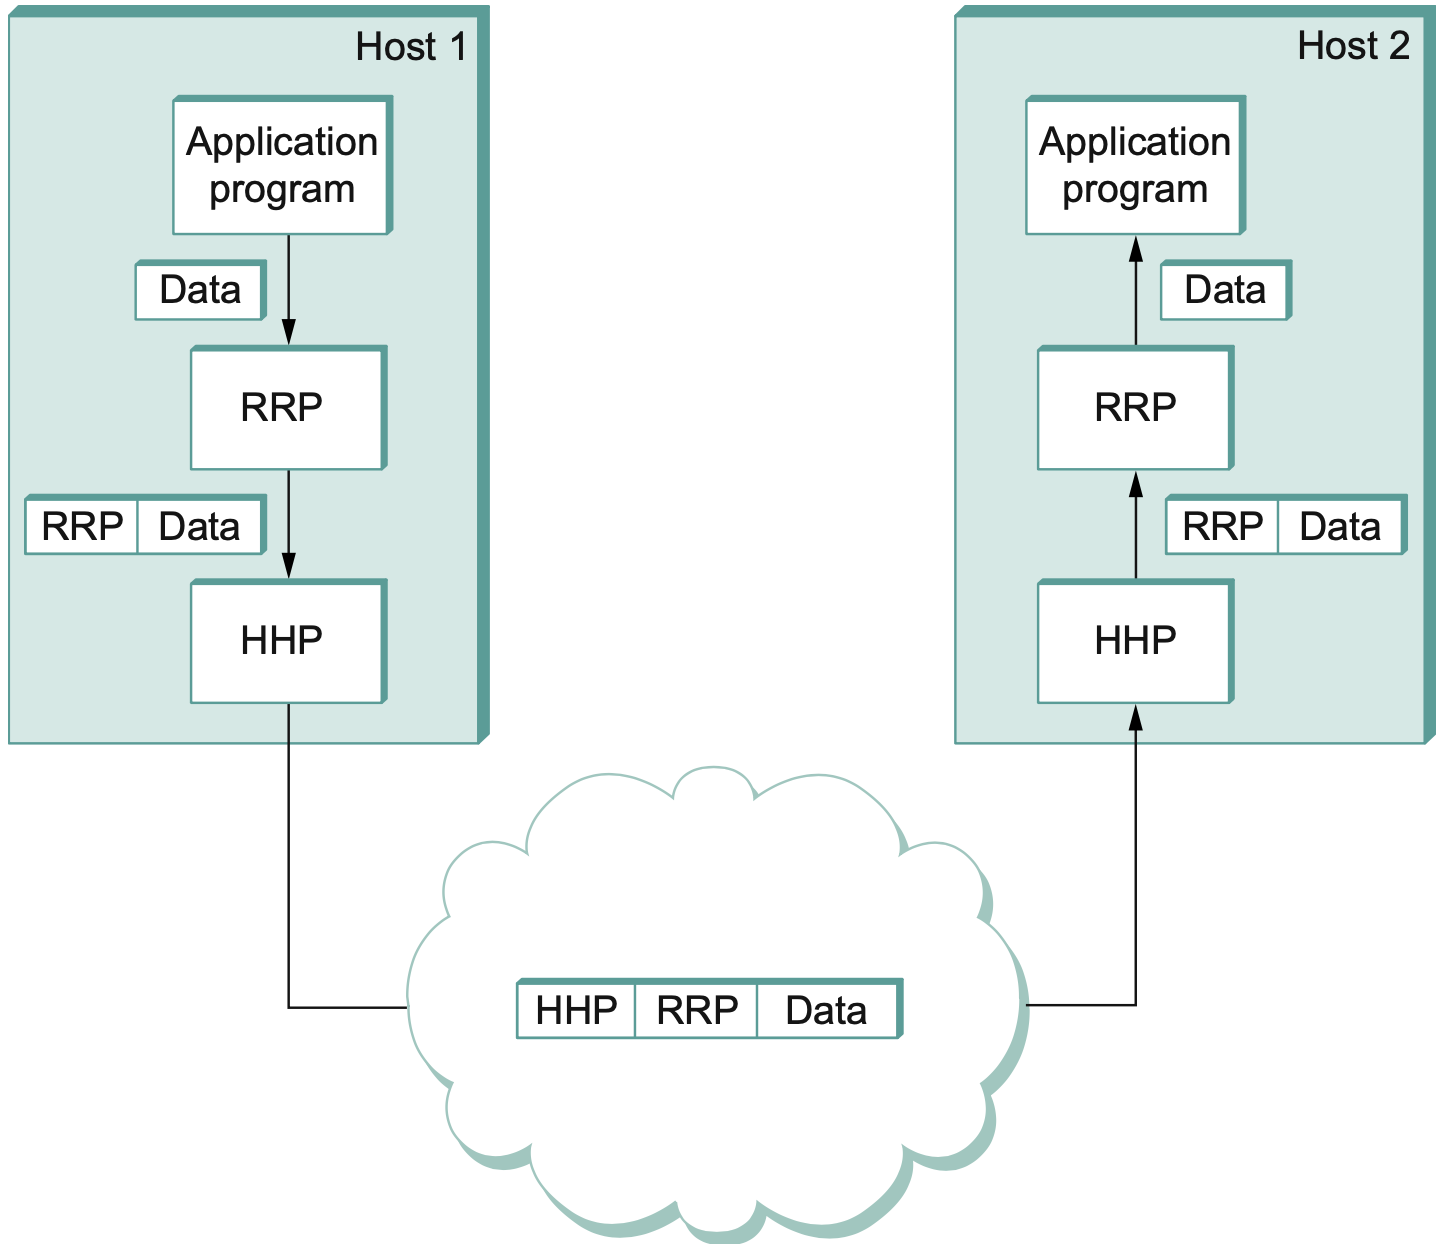 Host 1
Application
program
Data
RRP
RRP Data
HHP
Host 2
Application
program
Data
RRP
RRP Data
HHP
HHP RRP Data